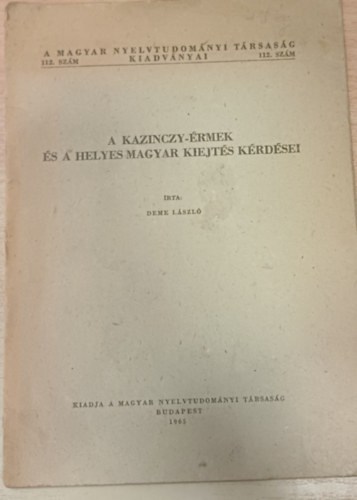 A MAGYAR NYELVTUDOMÁNYI TÁRSASÁG
112. SZÁM KIADVÁNYAI 112. SZÁM
A KAZINCZY-ÉRMEK
ÉS A HELYES MAGYAR KIEJTÉS KÉRDÉSEI
ÍRTA:
DEME LÁSZLÓ
KIADJA A MAGYAR NYELVTUDOMÁNYI TÁRSASÁG
BUDAPEST